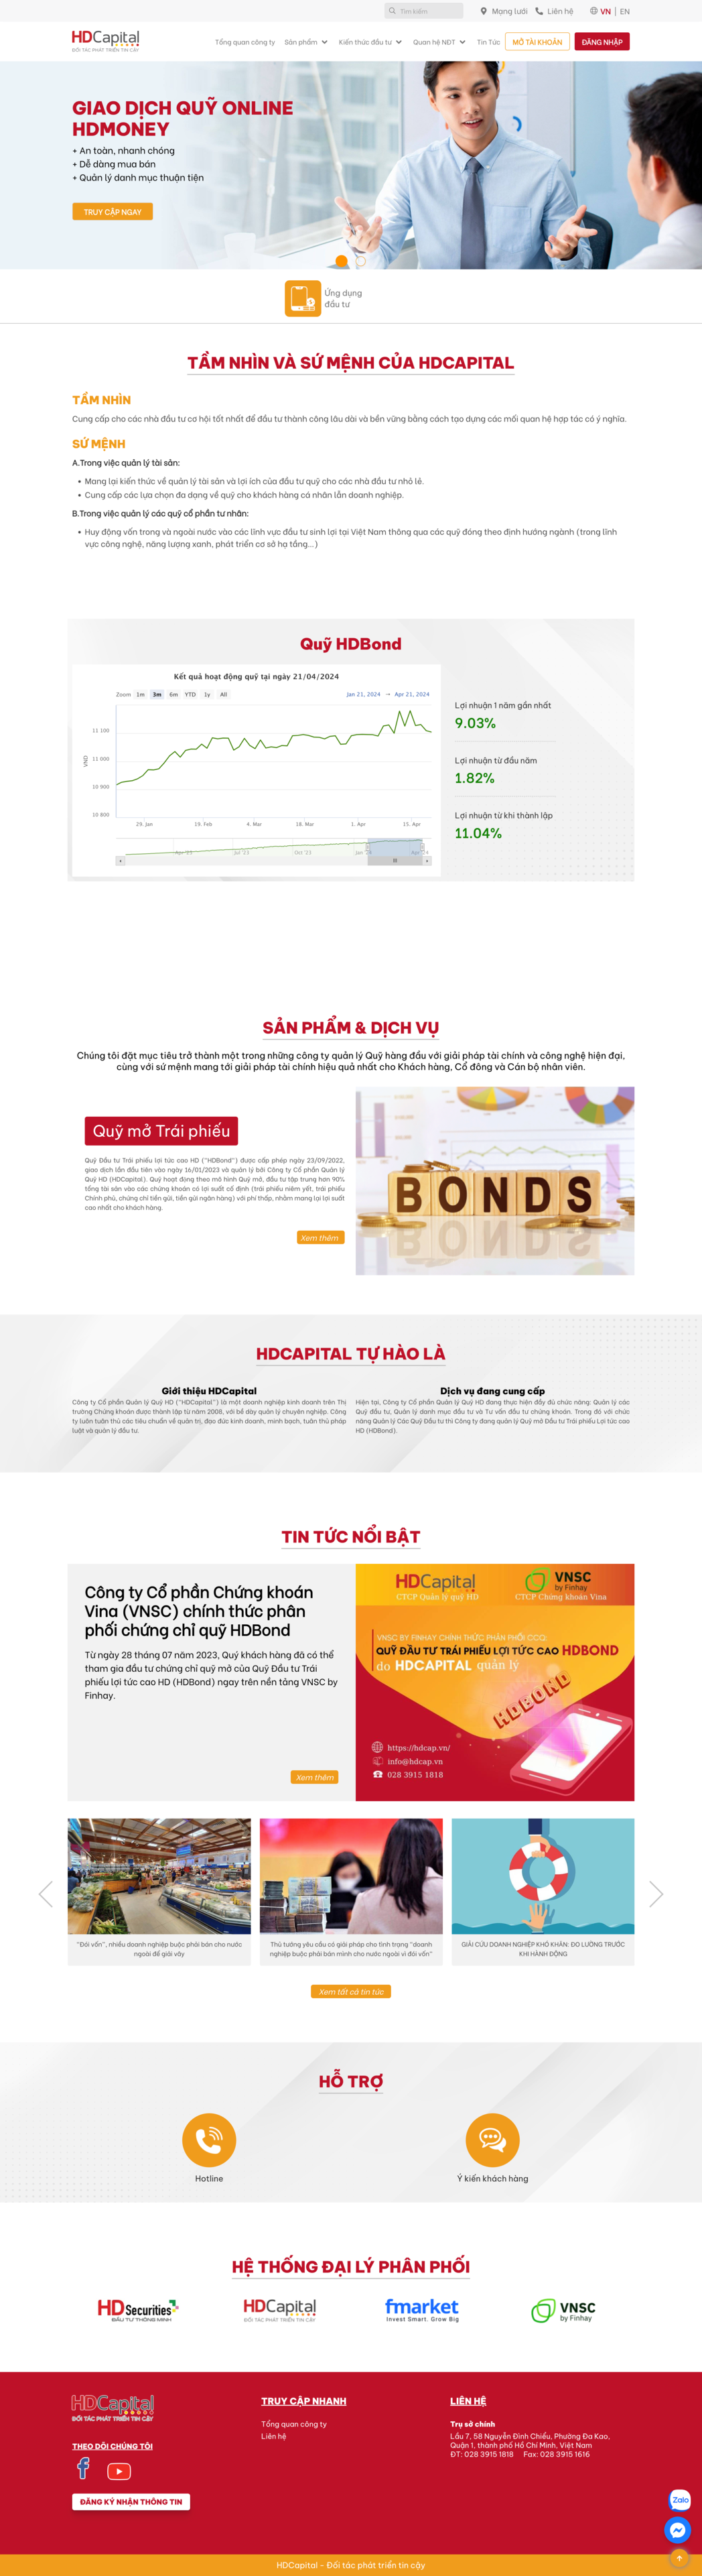 Tìm kiếm
Mạng lưới
Liên hệ
VN | EN
HDCapital
ĐỐI TÁC PHÁT TRIỂN TIN CẬY
Tổng quan công ty
Sản phẩm
Kiến thức đầu tư
Quan hệ NĐT
Tin Tức
MỞ TÀI KHOẢN
ĐĂNG NHẬP
GIAO DỊCH QUỸ ONLINE
HDMONEY
+ An toàn, nhanh chóng
+ Dễ dàng mua bán
+ Quản lý danh mục thuận tiện
TRUY CẬP NGAY
Ứng dụng
đầu tư
TẦM NHÌN VÀ SỨ MỆNH CỦA HDCAPITAL
TẦM NHÌN
Cung cấp cho các nhà đầu tư cơ hội tốt nhất để đầu tư thành công lâu dài và bền vững bằng cách tạo dựng các mối quan hệ hợp tác có ý nghĩa.
SỨ MỆNH
A.Trong việc quản lý tài sản:
• Mang lại kiến thức về quản lý tài sản và lợi ích của đầu tư quỹ cho các nhà đầu tư nhỏ lẻ.
• Cung cấp các lựa chọn đa dạng về quỹ cho khách hàng cá nhân lẫn doanh nghiệp.
B.Trong việc quản lý các quỹ cổ phần tư nhân:
• Huy động vốn trong và ngoài nước vào các lĩnh vực đầu tư sinh lợi tại Việt Nam thông qua các quỹ đóng theo định hướng ngành (trong lĩnh
vực công nghệ, năng lượng xanh, phát triển cơ sở hạ tầng… )
Quỹ HDBond
Kết quả hoạt động quỹ tại ngày 21/04/2024
Zoom 1m 3m 6m YTD 1y All
Jan 21, 2024 → Apr 21, 2024
11 100
11 000
10 900
10 800
VND
29. Jan
19. Feb
4. Mar
18. Mar
1. Apr
15. Apr
Apr '23
Jul '23
Oct '23
Jan '24
Apr '24
Lợi nhuận 1 năm gần nhất
9.03%
Lợi nhuận từ đầu năm
1.82%
Lợi nhuận từ khi thành lập
11.04%
SẢN PHẨM & DỊCH VỤ
Chúng tôi đặt mục tiêu trở thành một trong những công ty quản lý Quỹ hàng đầu với giải pháp tài chính và công nghệ hiện đại,
cùng với sứ mệnh mang tới giải pháp tài chính hiệu quả nhất cho Khách hàng, Cổ đông và Cán bộ nhân viên.
Quỹ mở Trái phiếu
Quỹ Đầu tư Trái phiếu lợi tức cao HD ("HDBond") được cấp phép ngày 23/09/2022,
giao dịch lần đầu tiên vào ngày 16/01/2023 và quản lý bởi Công ty Cổ phần Quản lý
Quỹ HD (HDCapital). Quỹ hoạt động theo mô hình Quỹ mở, đầu tư tập trung hơn 90%
tổng tài sản vào các chứng khoán có lợi suất cố định (trái phiếu niêm yết, trái phiếu
Chính phủ, chứng chỉ tiền gửi, tiền gửi ngân hàng) với phí thấp, nhằm mang lại lợi suất
cao nhất cho khách hàng.
Xem thêm
BONDS
HDCAPITAL TỰ HÀO LÀ
Giới thiệu HDCapital
Công ty Cổ phần Quản lý Quỹ HD ("HDCapital") là một doanh nghiệp kinh doanh trên Thị
trường Chứng khoán được thành lập từ năm 2008, với bề dày quản lý chuyên nghiệp. Công
ty luôn tuân thủ các tiêu chuẩn về quản trị, đạo đức kinh doanh, minh bạch, tuân thủ pháp
luật và quản lý đầu tư.
Dịch vụ đang cung cấp
Hiện tại, Công ty Cổ phần Quản lý Quỹ HD đang thực hiện đầy đủ chức năng: Quản lý các
Quỹ đầu tư, Quản lý danh mục đầu tư và Tư vấn đầu tư chứng khoán. Trong đó với chức
năng Quản lý Các Quỹ Đầu tư thì Công ty đang quản lý Quỹ mở Đầu tư Trái phiếu Lợi tức cao
HD (HDBond).
TIN TỨC NỔI BẬT
Công ty Cổ phần Chứng khoán
Vina (VNSC) chính thức phân
phối chứng chỉ quỹ HDBond
Từ ngày 28 tháng 07 năm 2023, Quý khách hàng đã có thể
tham gia đầu tư chứng chỉ quỹ mở của Quỹ Đầu tư Trái
phiếu lợi tức cao HD (HDBond) ngay trên nền tảng VNSC by
Finhay.
Xem thêm
HDCapital
CTCP Quản lý quỹ HD
VNSC
by Finhay
CTCP Chứng khoán Vina
VNSC BY FINHAY CHÍNH THỨC PHÂN PHỐI CCQ:
QUỸ ĐẦU TƯ TRÁI PHIẾU LỢI TỨC CAO HDBOND
do HDCAPITAL quản lý
HDBOND
https://hdcap.vn/
info@hdcap.vn
028 3915 1818
"Đói vốn", nhiều doanh nghiệp buộc phải bán cho nước
ngoài để giải vây
Thủ tướng yêu cầu có giải pháp cho tình trạng "doanh
nghiệp buộc phải bán mình cho nước ngoài vì đói vốn"
GIẢI CỨU DOANH NGHIỆP KHÓ KHĂN: ĐO LƯỜNG TRƯỚC
KHI HÀNH ĐỘNG
Xem tất cả tin tức
HỖ TRỢ
Hotline
Ý kiến khách hàng
HỆ THỐNG ĐẠI LÝ PHÂN PHỐI
HD Securities
ĐẦU TƯ THÔNG MINH
HDCapital
ĐỐI TÁC PHÁT TRIỂN TIN CẬY
fmarket
Invest Smart. Grow Big
VNSC
by Finhay
HDCapital
ĐỐI TÁC PHÁT TRIỂN TIN CẬY
THEO DÕI CHÚNG TÔI
ĐĂNG KÝ NHẬN THÔNG TIN
TRUY CẬP NHANH
Tổng quan công ty
Liên hệ
LIÊN HỆ
Trụ sở chính
Lầu 7, 58 Nguyễn Đình Chiểu, Phường Đa Kao,
Quận 1, thành phố Hồ Chí Minh, Việt Nam
ĐT: 028 3915 1818 Fax: 028 3915 1616
Zalo
HDCapital - Đối tác phát triển tin cậy